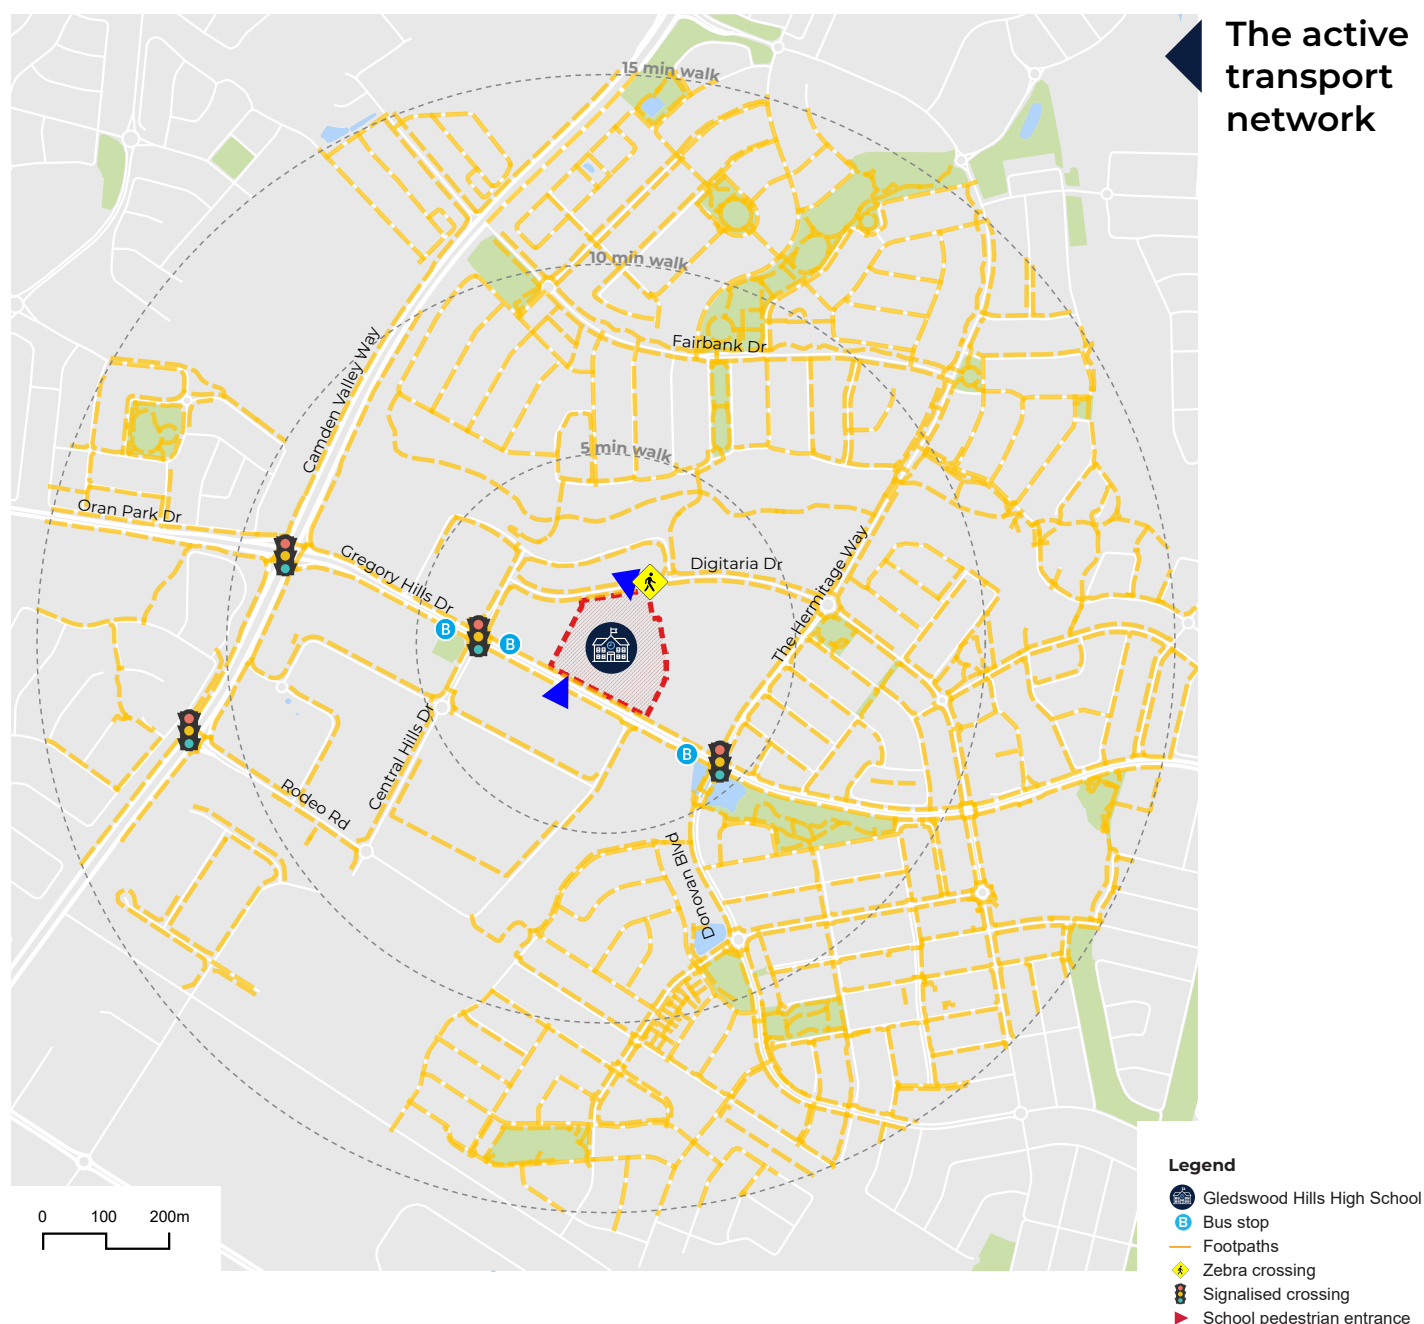 The active
transport
network
15 min walk
10 min walk
Fairbank Dr
Camden Valley Way
5 min walk
Oran Park Dr
Gregory Hills Dr
Digitaria Dr
The Hermitage Way
B
B
B
Central Hills Dr
Rodeo Rd
Donovan Blvd
0 100 200m
Legend
Gledswood Hills High School
B Bus stop
Footpaths
Zebra crossing
Signalised crossing
School pedestrian entrance